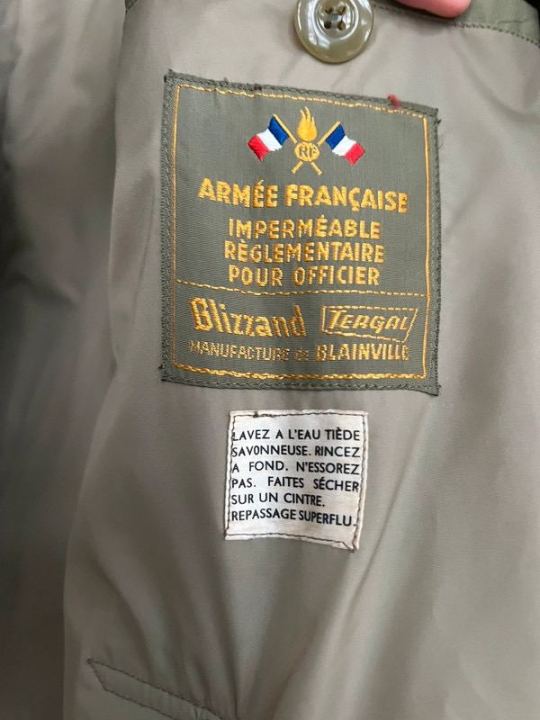 RF
ARMÉE FRANÇAISE
IMPERMÉABLE
RÈGLEMENTAIRE
POUR OFFICIER
Blizzand TERGAL
MANUFACTURE DE BLAINVILLE
LAVEZ A L'EAU TIÈDE
SAVONNEUSE. RINCEZ
A FOND. N'ESSOREZ
PAS. FAITES SÉCHER
SUR UN CINTRE.
REPASSAGE SUPERFLU.